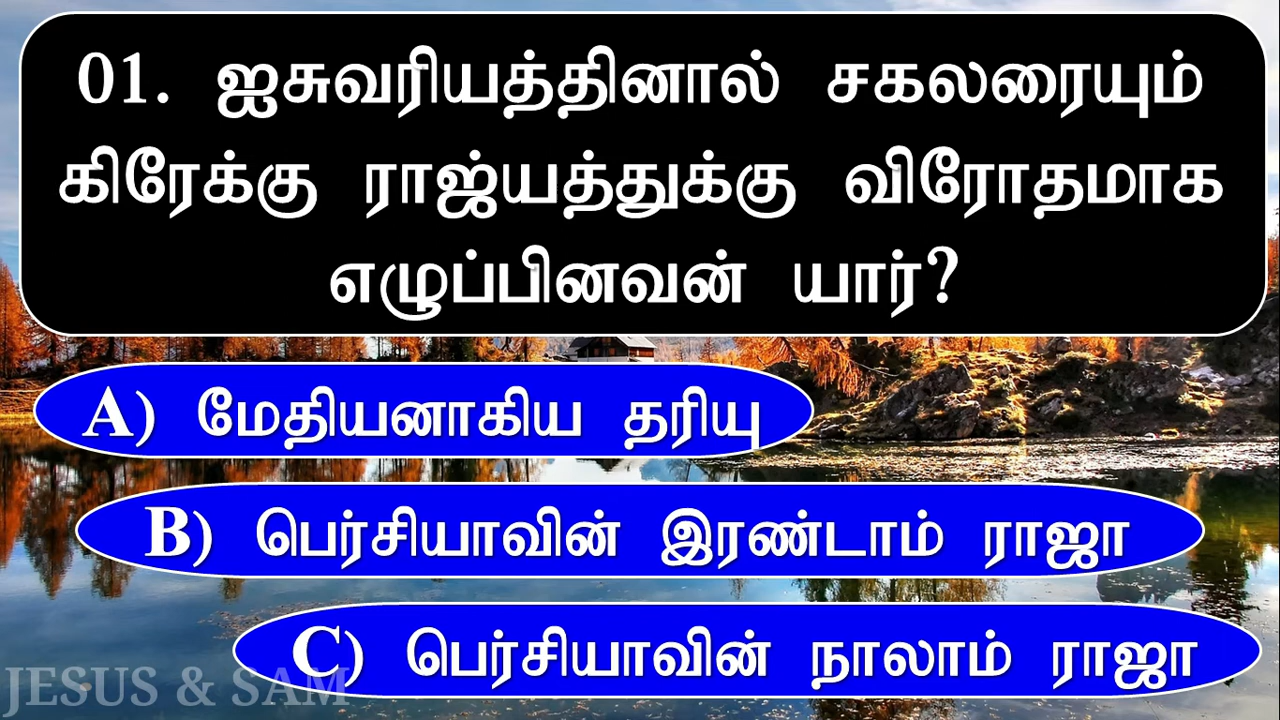 01. ஐசுவரியத்தினால் சகலரையும்
கிரேக்கு ராஜ்யத்துக்கு விரோதமாக
எழுப்பினவன் யார்?
A) மேதியனாகிய தரியு
B) பெர்சியாவின் இரண்டாம் ராஜா
C) பெர்சியாவின் நாலாம் ராஜா
JESUS & SAM